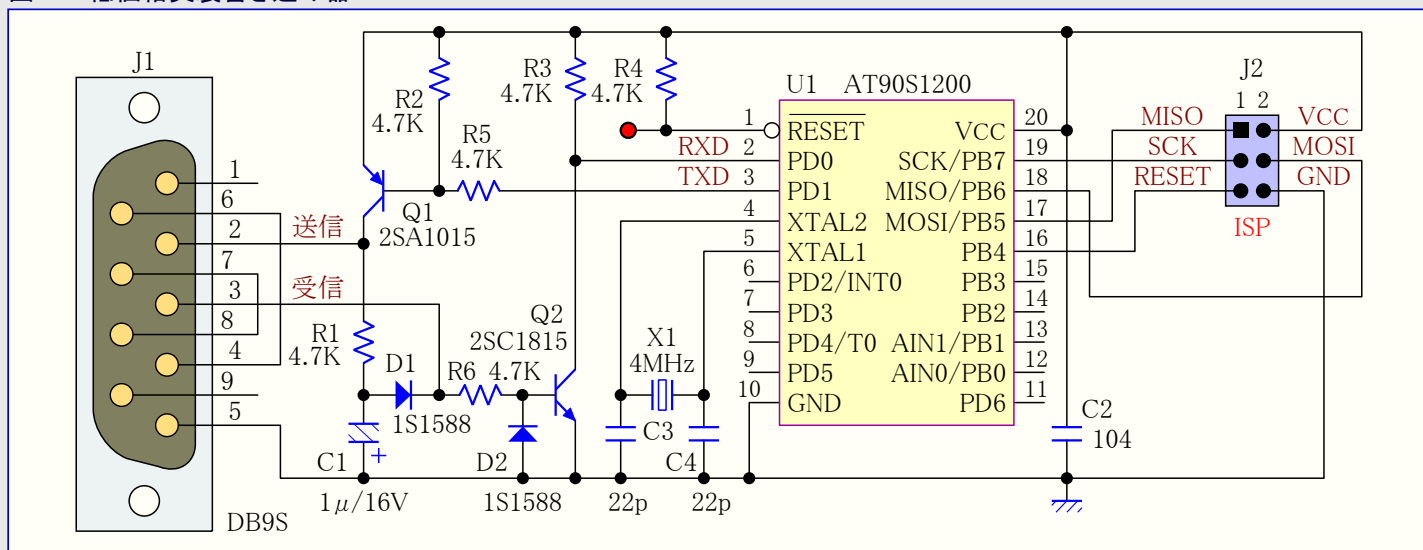 J1
DB9S
1
6
2
7
3
8
4
9
5
送信
受信
R1
4.7K
R2
4.7K
R3
4.7K
R4
4.7K
R5
4.7K
R6
4.7K
Q1
2SA1015
Q2
2SC1815
D1
1S1588
D2
1S1588
C1
+
1μ/16V
RXD
TXD
X1
4MHz
C3
22p
C4
22p
U1 AT90S1200
1 RESET
2 PD0
3 PD1
4 XTAL2
5 XTAL1
6 PD2/INT0
7 PD3
8 PD4/T0
9 PD5
10 GND
VCC 20
SCK/PB7 19
MISO/PB6 18
MOSI/PB5 17
PB4 16
PB3 15
PB2 14
AIN1/PB1 13
AIN0/PB0 12
PD6 11
J2
1 2
MISO VCC
SCK MOSI
RESET GND
ISP
C2
104